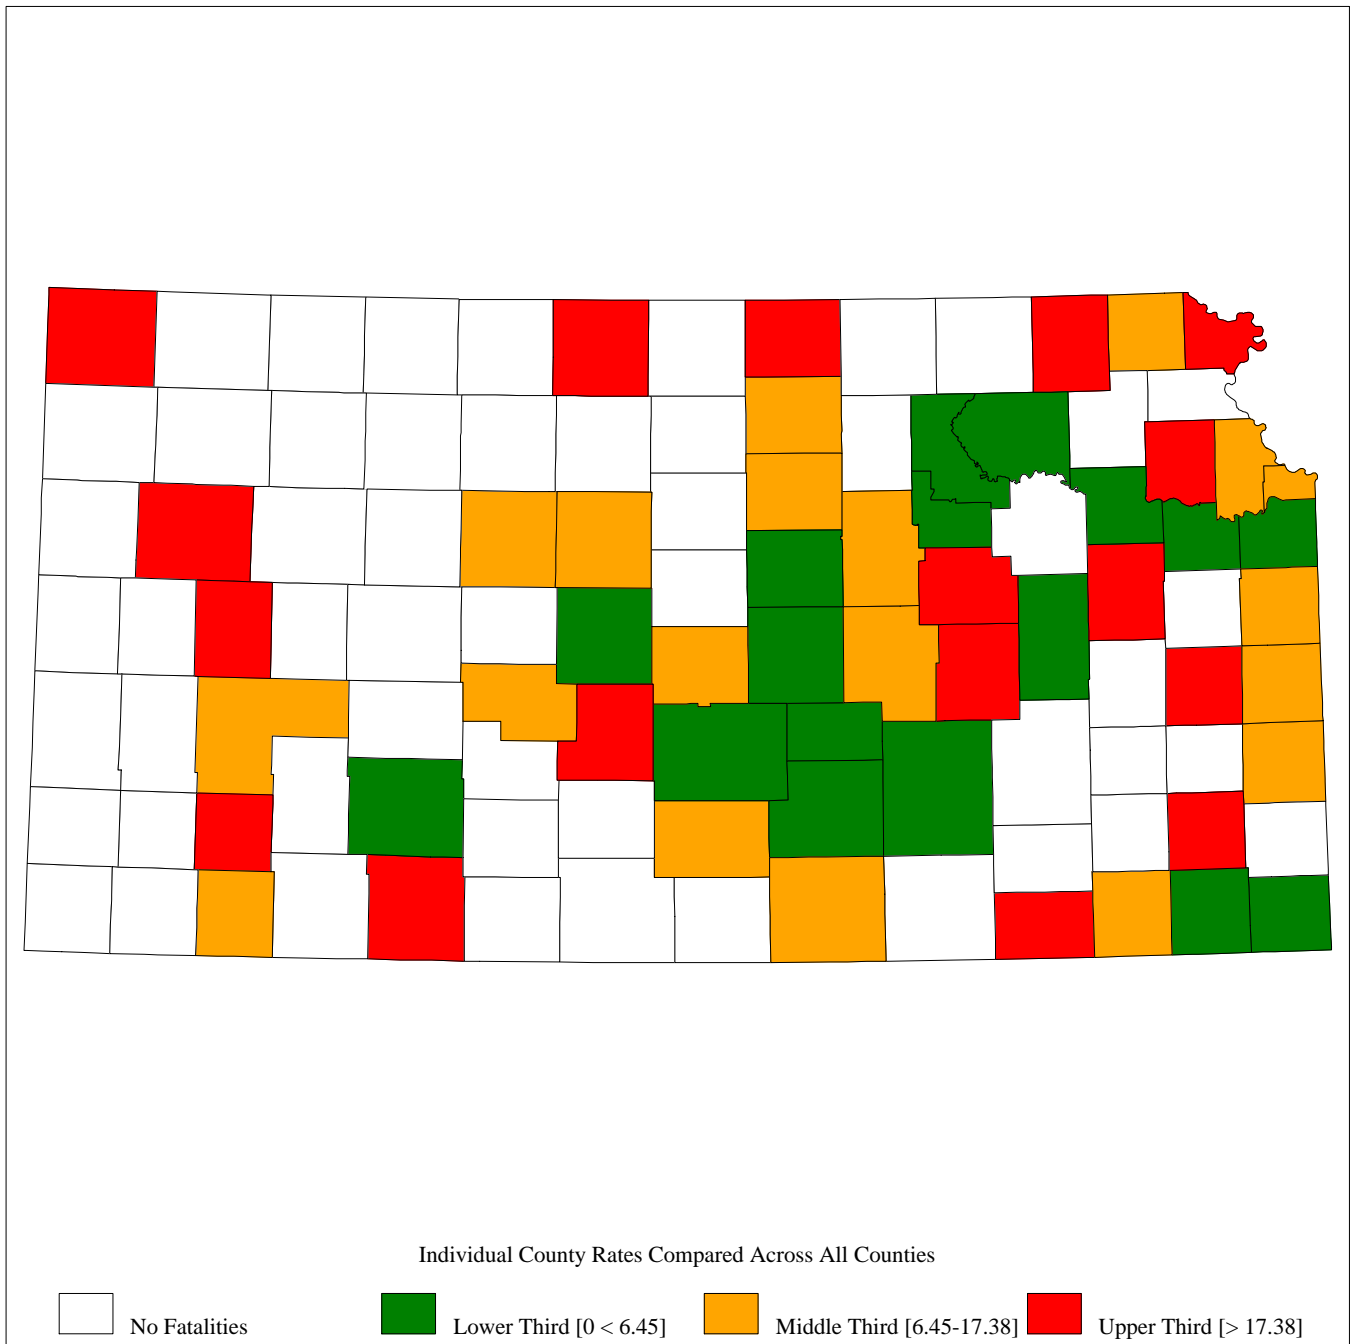 Individual County Rates Compared Across All Counties
No Fatalities Lower Third [0 < 6.45] Middle Third [6.45-17.38] Upper Third [> 17.38]